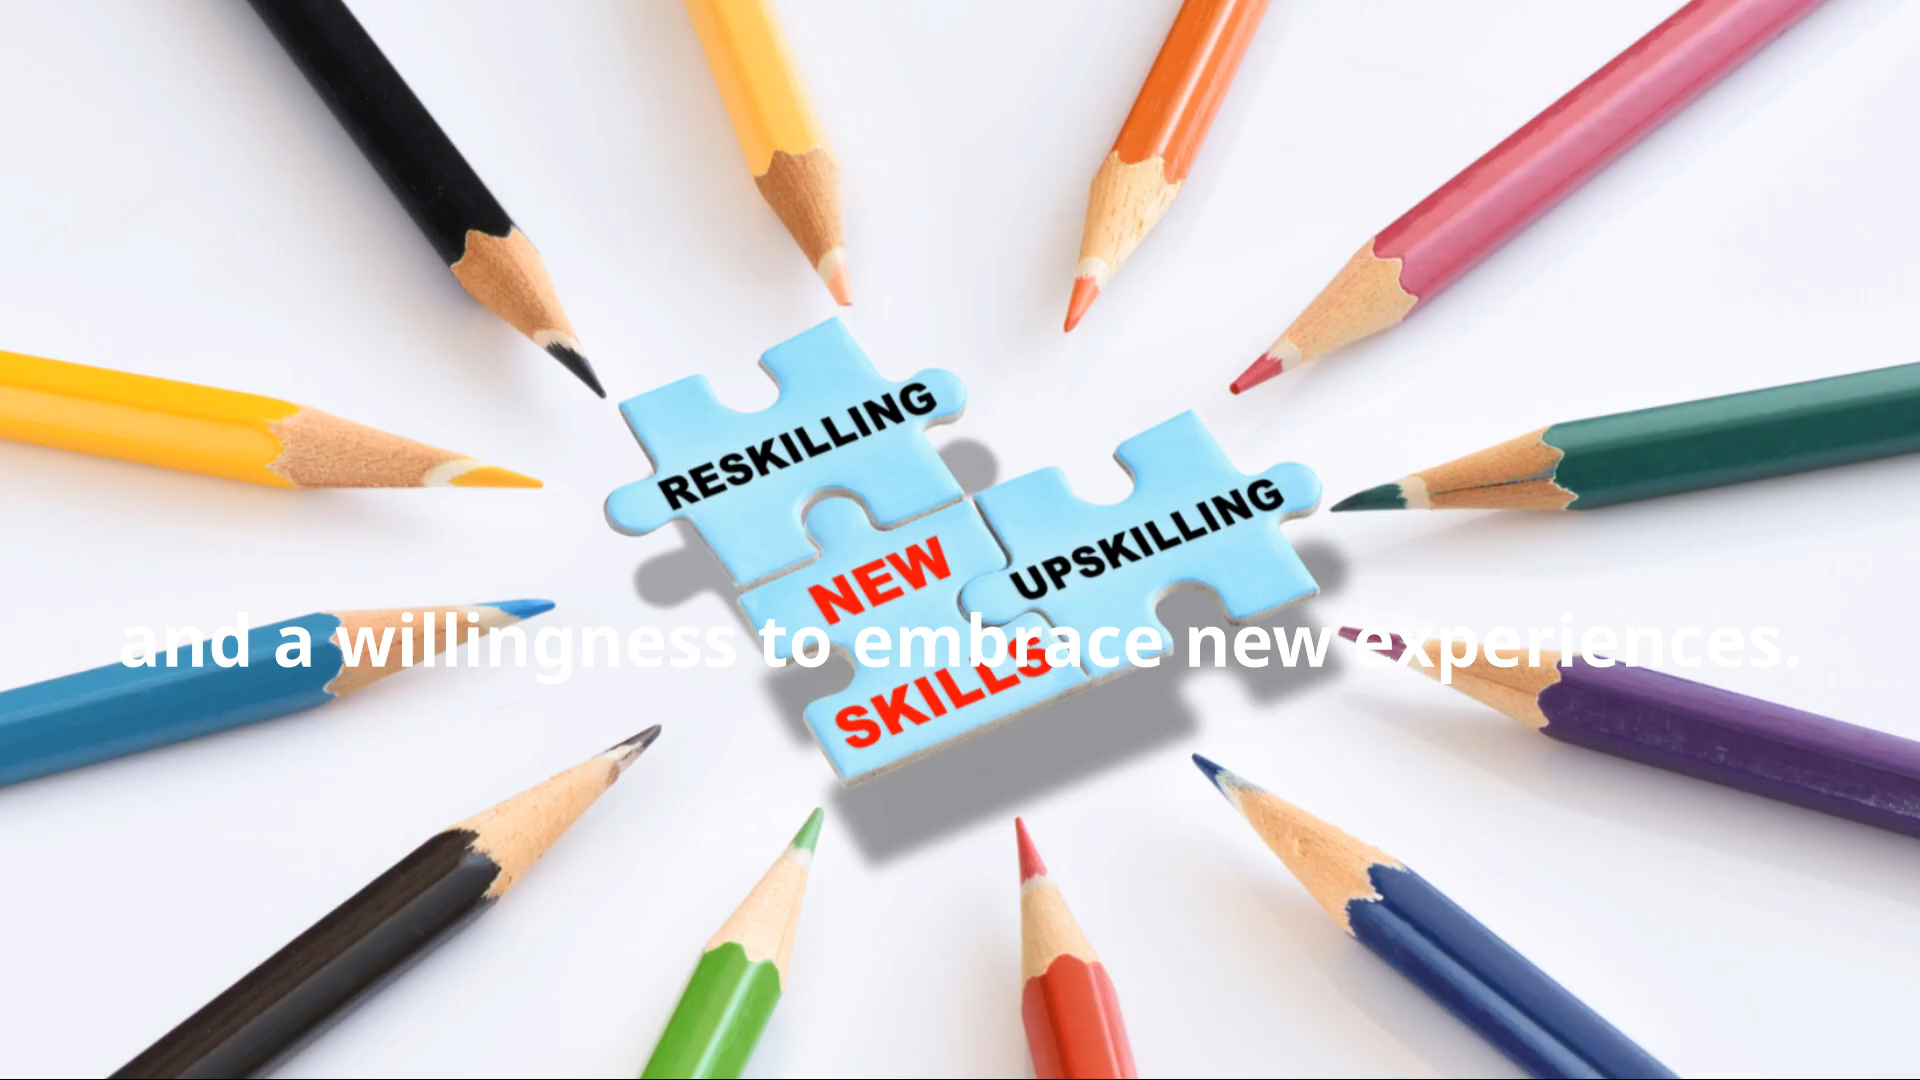 RESKILLING
UPSKILLING
NEW
SKILLS
and a willingness to embrace new experiences.